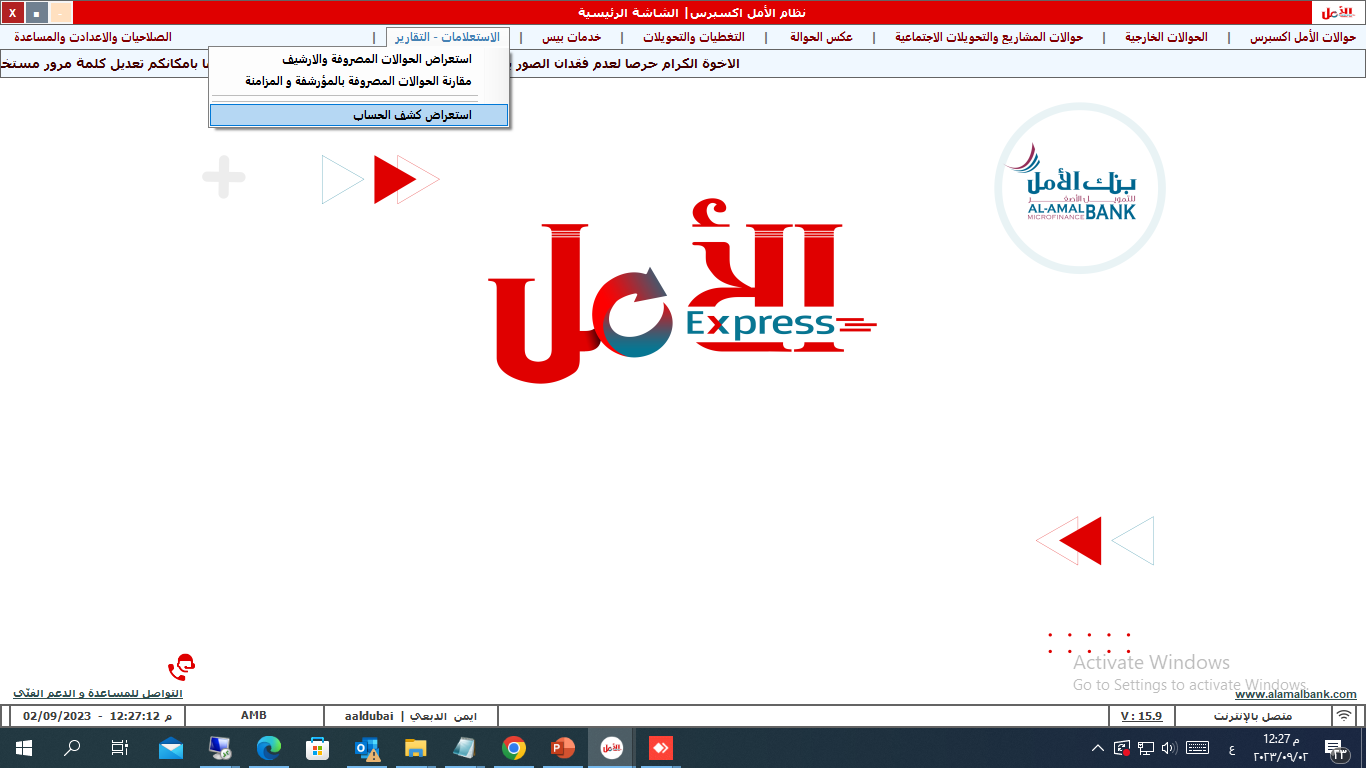 نظام الأمل اكسبرس| الشاشة الرئيسية
الأمل
X
حوالات الأمل اكسبرس | الحوالات الخارجية | حوالات المشاريع والتحويلات الاجتماعية | عكس الحوالة | التغطيات والتحويلات | خدمات بيس | الاستعلامات - التقارير | الصلاحيات والاعدادت والمساعدة
الاخوة الكرام حرصا لعدم فقدان الصور
بامكانكم تعديل كلمة مرور
استعراض الحوالات المصروفة والارشيف
مقارنة الحوالات المصروفة بالمؤرشفة و المزامنة
استعراض كشف الحساب
بنك الأمل
للتمويل الأصغر
AL-AMAL BANK
MICROFINANCE
الأمل
Express
Activate Windows
Go to Settings to activate Windows.
التواصل للمساعدة و الدعم الفنّي
www.alamalbank.com
02/09/2023 - 12:27:12 م
AMB
aaldubai | ايمن الدبعي
V : 15.9
متصل بالإنترنت
الأمل
ع
12:27 م
٢٠٢٣/٠٩/٠٢
٢٣